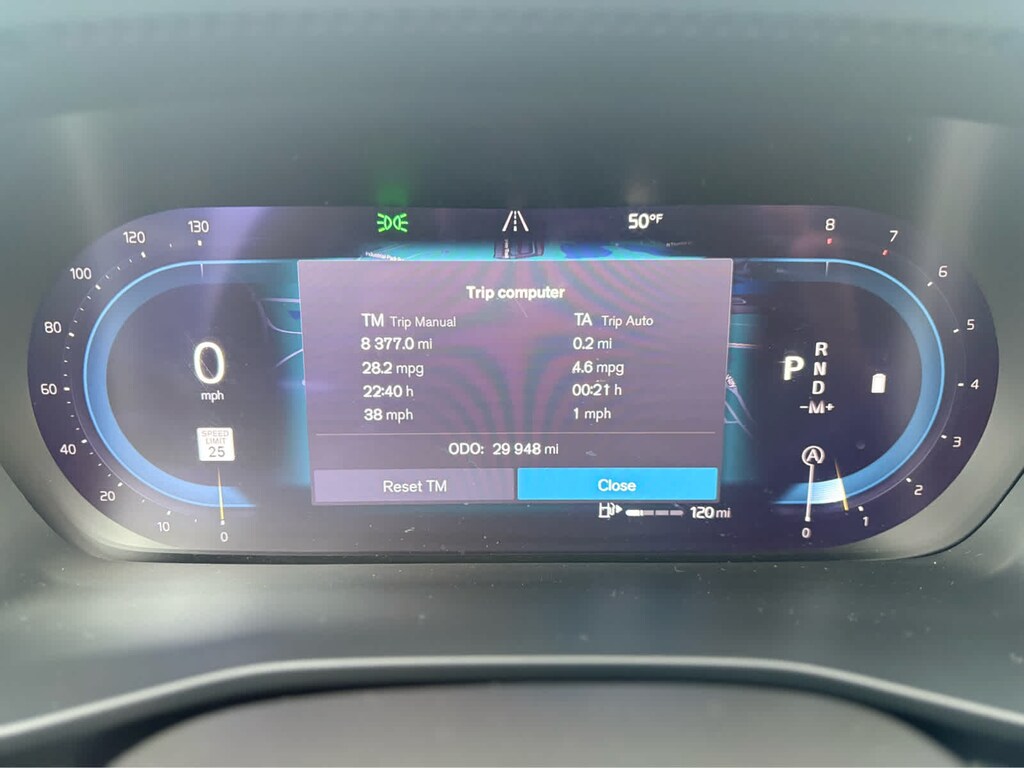 50°F
130
120
100
80
60
40
20
10
0
0
mph
SPEED
LIMIT
25
Trip computer
TM Trip Manual
8 377.0 mi
28.2 mpg
22:40 h
38 mph
TA Trip Auto
0.2 mi
4.6 mpg
00:21 h
1 mph
ODO: 29 948 mi
Reset TM
Close
120 mi
P
R
N
D
-M+
A
8
7
6
5
4
3
2
1
0